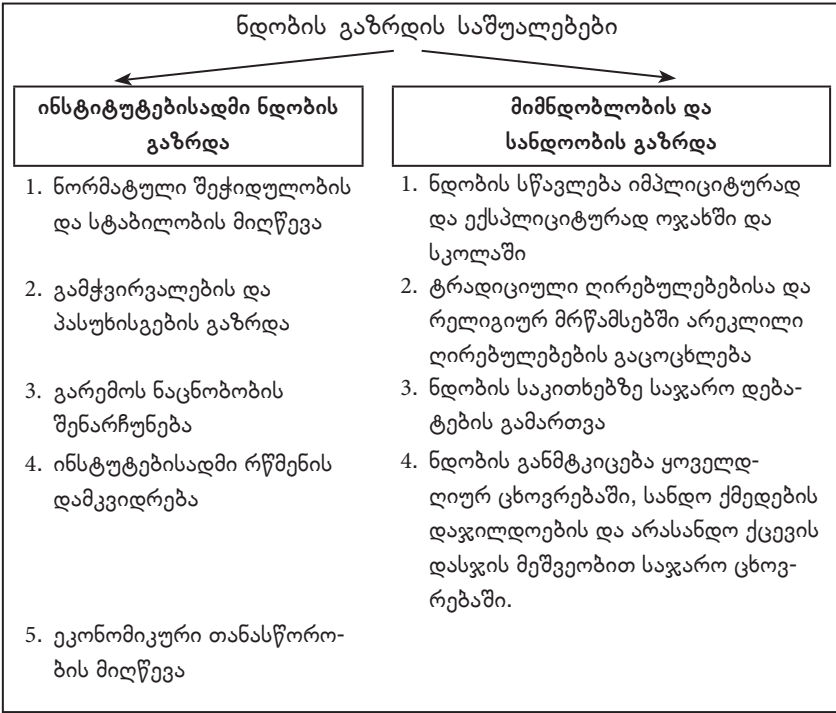 ნდობის გაზრდის საშუალებები
ინსტიტუტებისადმი ნდობის
გაზრდა
1. ნორმატული შეჭიდულობის
და სტაბილობის მიღწევა
2. გამჭვირვალების და
პასუხისგების გაზრდა
3. გარემოს ნაცნობობის
შენარჩუნება
4. ინსტუტებისადმი რწმენის
დამკვიდრება
5. ეკონომიკური თანასწორო-
ბის მიღწევა
მიმნდობლობის და
სანდოობის გაზრდა
1. ნდობის სწავლება იმპლიციტურად
და ექსპლიციტურად ოჯახში და
სკოლაში
2. ტრადიციული ღირებულებებისა და
რელიგიურ მრწამსებში არეკლილი
ღირებულებების გაცოცხლება
3. ნდობის საკითხებზე საჯარო დება-
ტების გამართვა
4. ნდობის განმტკიცება ყოველდ-
ღიურ ცხოვრებაში, სანდო ქმედების
დაჯილდოების და არასანდო ქცევის
დასჯის მეშვეობით საჯარო ცხოვ-
რებაში.